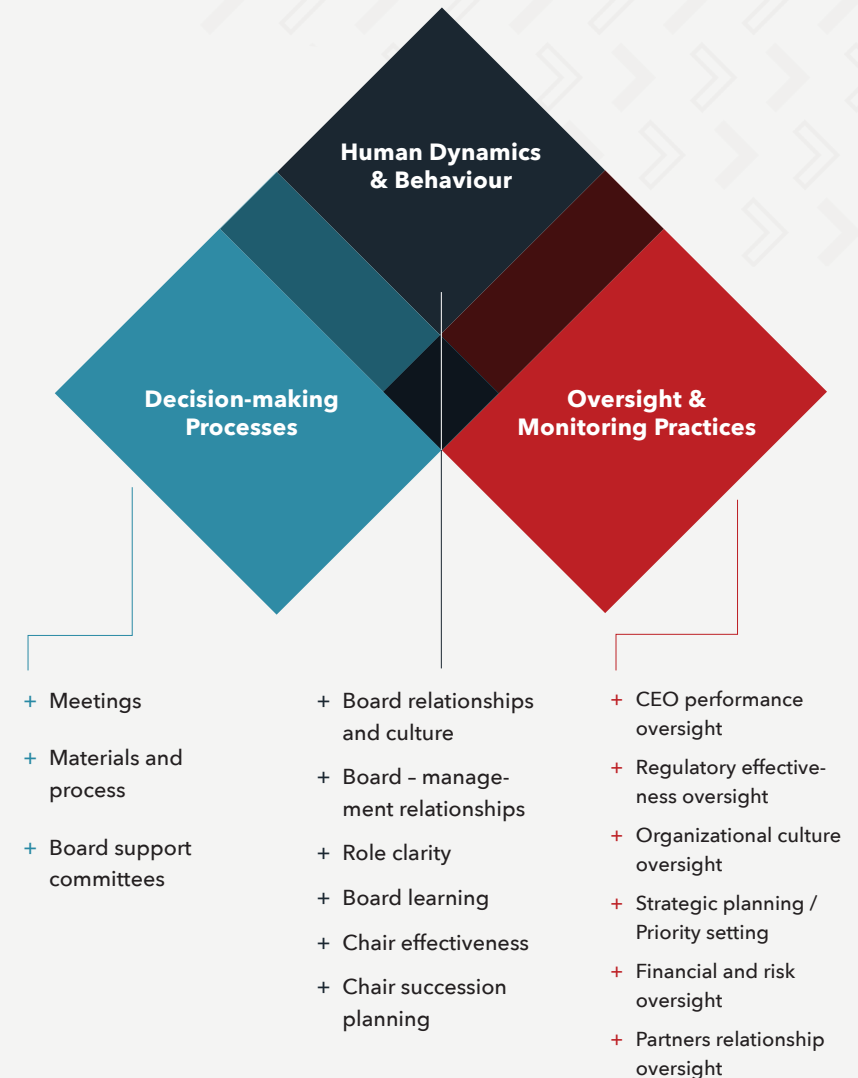 Human Dynamics
& Behaviour
Decision-making
Processes
Oversight &
Monitoring Practices
+ Meetings
+ Materials and
process
+ Board support
committees
+ Board relationships
and culture
+ Board – manage-
ment relationships
+ Role clarity
+ Board learning
+ Chair effectiveness
+ Chair succession
planning
+ CEO performance
oversight
+ Regulatory effective-
ness oversight
+ Organizational culture
oversight
+ Strategic planning /
Priority setting
+ Financial and risk
oversight
+ Partners relationship
oversight